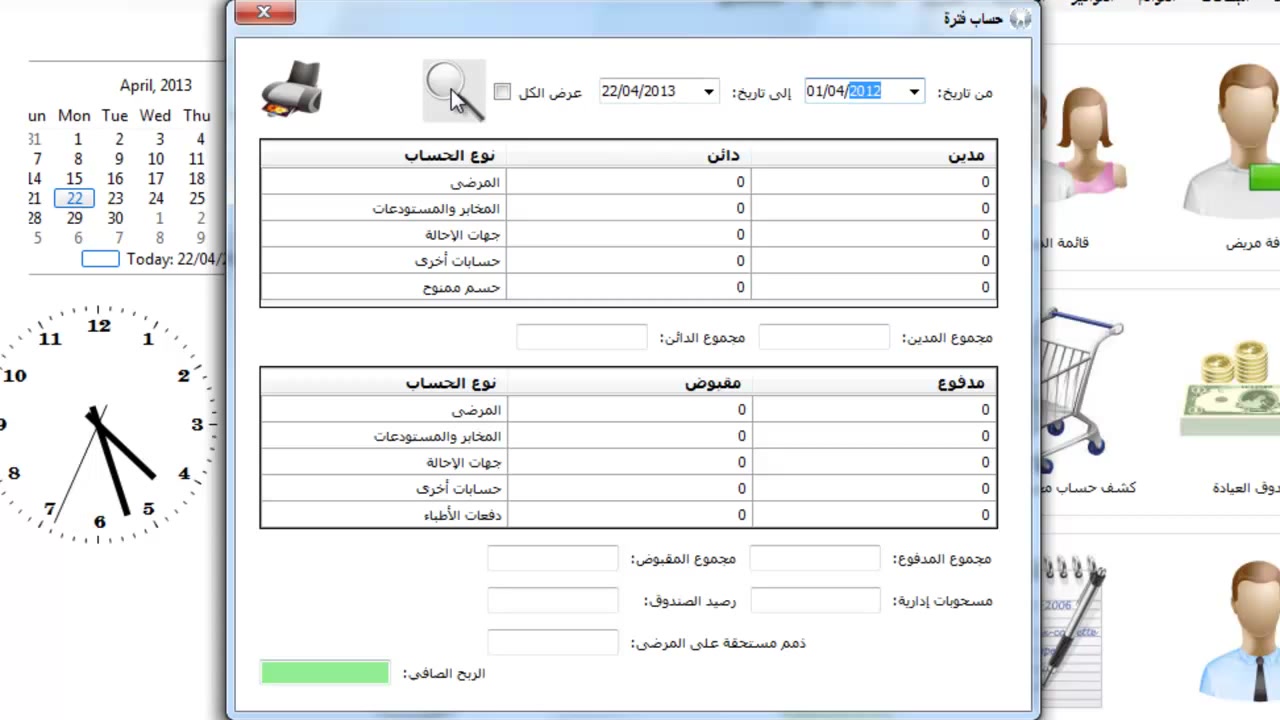 حساب فترة
من تاريخ: 01/04/2012 إلى تاريخ: 22/04/2013 عرض الكل
مدين دائن نوع الحساب
0 0 المرضى
0 0 المخابر والمستودعات
0 0 جهات الإحالة
0 0 حسابات أخرى
0 0 حسم ممنوح
مجموع المدين: مجموع الدائن:
مدفوع مقبوض نوع الحساب
0 0 المرضى
0 0 المخابر والمستودعات
0 0 جهات الإحالة
0 0 حسابات أخرى
0 0 دفعات الأطباء
مجموع المدفوع: مجموع المقبوض:
مسحوبات إدارية: رصيد الصندوق:
ذمم مستحقة على المرضى:
الربح الصافي:
April, 2013
un Mon Tue Wed Thu
31 1 2 3 4
7 8 9 10 11
14 15 16 17 18
21 22 23 24 25
28 29 30 1 2
5 6 7 8 9
Today: 22/04/
12
11 1
10 2
9 3
8 4
7 5
6
قائمة
فة مريض
كشف حساب
دوق العيادة
2006